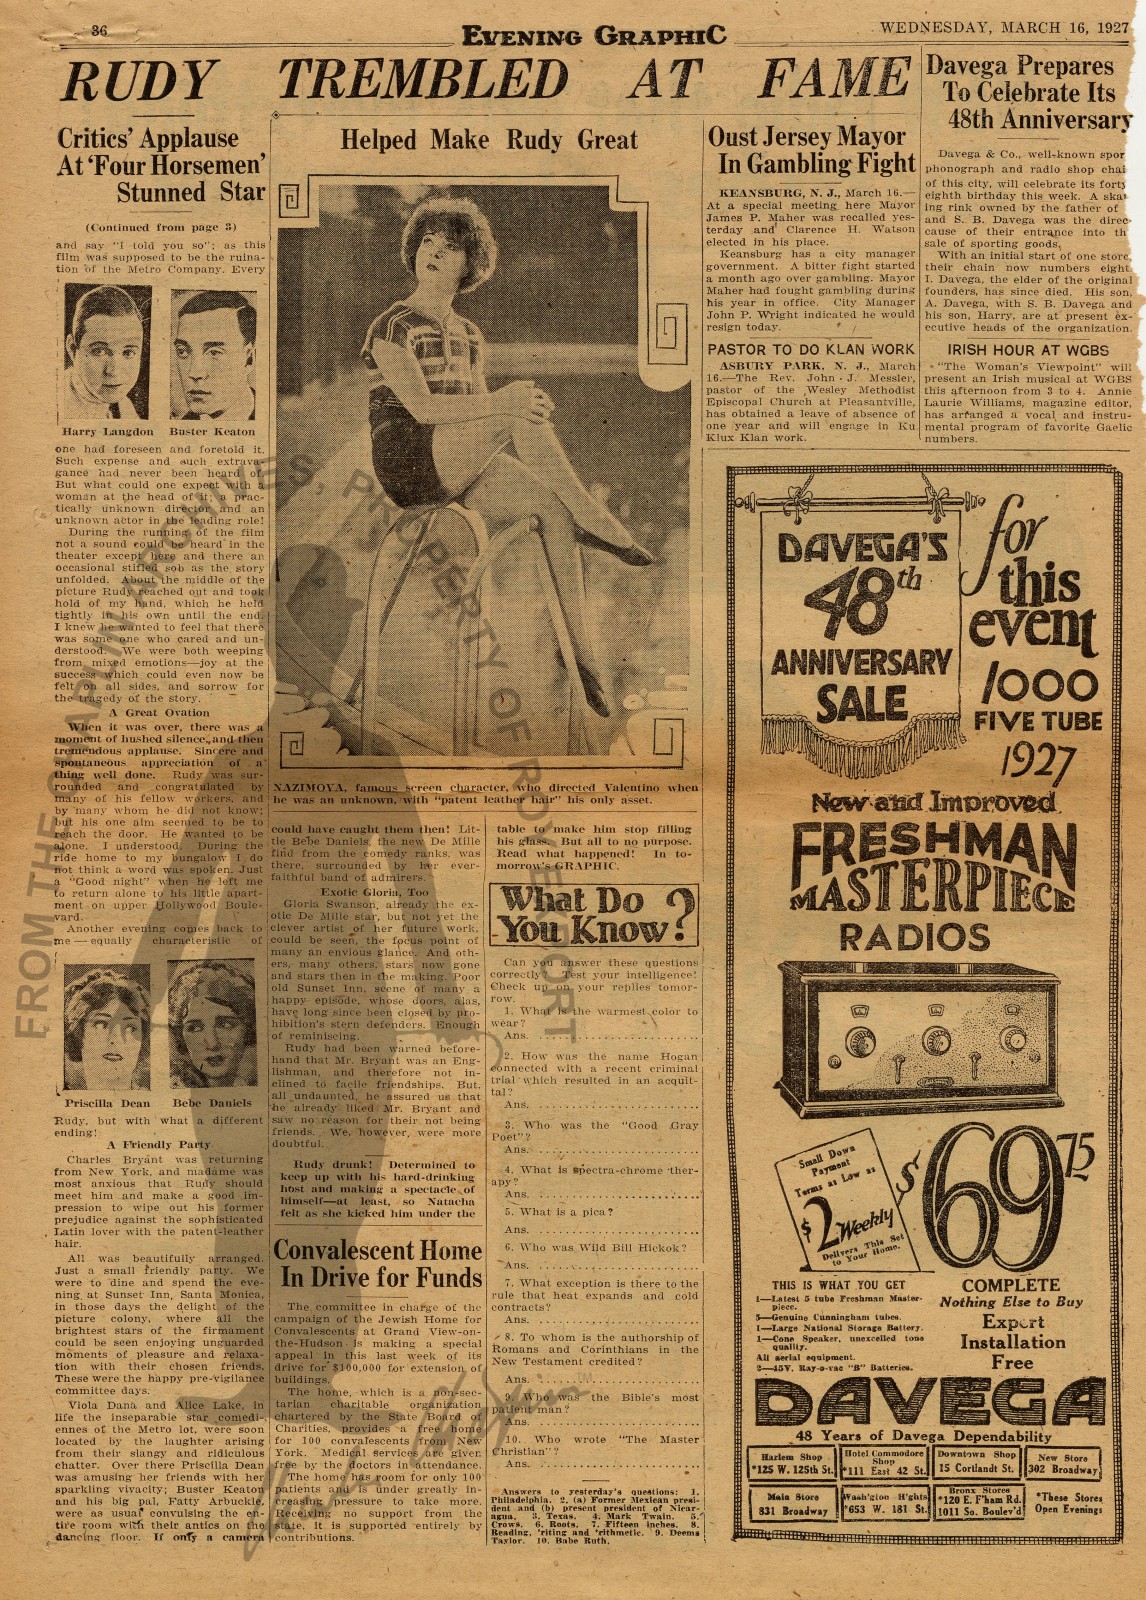 36
EVENING GRAPHIC
WEDNESDAY, MARCH 16, 1927
RUDY TREMBLED AT FAME
Critics' Applause
At 'Four Horsemen'
Stunned Star
(Continued from page 3)
and say "I told you so"; as this
film was supposed to be the ruina-
tion of the Metro Company. Every
Harry Langdon Buster Keaton
one had foreseen and foretold it.
Such expense and such extrava-
gance had never been heard of.
But what could one expect with a
woman at the head of it; a prac-
tically unknown director and an
unknown actor in the leading role!
During the running of the film
not a sound could be heard in the
theater except here and there an
occasional stifled sob as the story
unfolded. About the middle of the
picture Rudy reached out and took
hold of my hand, which he held
tightly in his own until the end.
I knew he wanted to feel that there
was some one who cared and un-
derstood. We were both weeping
from mixed emotions—joy at the
success which could even now be
felt on all sides, and sorrow for
the tragedy of the story.
A Great Ovation
When it was over, there was a
moment of hushed silence, and then
tremendous applause. Sincere and
spontaneous appreciation of a
thing well done. Rudy was sur-
rounded and congratulated by
many of his fellow workers, and
by many whom he did not know;
but his one aim seemed to be to
reach the door. He wanted to be
alone. I understood. During the
ride home to my bungalow I do
not think a word was spoken. Just
a "Good night" when he left me
to return alone to his little apart-
ment on upper Hollywood Boule-
vard.
Another evening comes back to
me—equally characteristic of
Priscilla Dean Bebe Daniels
Rudy, but with what a different
ending!
A Friendly Party
Charles Bryant was returning
from New York, and madame was
most anxious that Rudy should
meet him and make a good im-
pression to wipe out his former
prejudice against the sophisticated
Latin lover with the patent-leather
hair.
All was beautifully arranged.
Just a small friendly party. We
were to dine and spend the eve-
ning at Sunset Inn, Santa Monica,
in those days the delight of the
picture colony, where all the
brightest stars of the firmament
could be seen enjoying unguarded
moments of pleasure and relaxa-
tion with their chosen friends.
These were the happy pre-vigilance
committee days.
Viola Dana and Alice Lake, in
life the inseparable star comedi-
ennes of the Metro lot, were soon
located by the laughter arising
from their slangy and ridiculous
chatter. Over there Priscilla Dean
was amusing her friends with her
sparkling vivacity; Buster Keaton
and his big pal, Fatty Arbuckle,
were as usual convulsing the en-
tire room with their antics on the
dancing floor. If only a camera
Helped Make Rudy Great
NAZIMOVA, famous screen character, who directed Valentino when
he was an unknown, with "patent leather hair" his only asset.
could have caught them then! Lit-
tle Bebe Daniels, the new De Mille
find from the comedy ranks, was
there, surrounded by her ever-
faithful band of admirers.
Exotic Gloria, Too
Gloria Swanson, already the ex-
otic De Mille star, but not yet the
clever artist of her future work,
could be seen, the focus point of
many an envious glance. And oth-
ers, many others, stars now gone
and stars then in the making. Poor
old Sunset Inn, scene of many a
happy episode, whose doors, alas,
have long since been closed by pro-
hibition's stern defenders. Enough
of reminiscing.
Rudy had been warned before-
hand that Mr. Bryant was an Eng-
lishman, and therefore not in-
clined to facile friendships. But,
all undaunted, he assured us that
he already liked Mr. Bryant and
saw no reason for their not being
friends. We, however, were more
doubtful.
Rudy drunk! Determined to
keep up with his hard-drinking
host and making a spectacle of
himself—at least, so Natacha
felt as she kicked him under the
Convalescent Home
In Drive for Funds
The committee in charge of the
campaign of the Jewish Home for
Convalescents at Grand View-on-
the-Hudson is making a special
appeal in this last week of its
drive for $100,000 for extension of
buildings.
The home, which is a non-sec-
tarian charitable organization
chartered by the State Board of
Charities, provides a free home
for 100 convalescents from New
York. Medical services are given
free by the doctors in attendance.
The home has room for only 100
patients and is under greatly in-
pressure to take more.
Receiving no support from the
state, it is supported entirely by
contributions.
table to make him stop filling
his glass. But all to no purpose.
Read what happened! In to-
morrow's GRAPHIC.
What Do
You Know?
Can you answer these questions
correctly? Test your intelligence!
Check up on your replies tomor-
row.
1. What is the warmest color to
wear?
Ans.
2. How was the name Hogan
connected with a recent criminal
trial which resulted in an acquit-
tal?
Ans.
3. Who was the "Good Gray
Poet"?
Ans.
4. What is spectra-chrome ther-
apy?
Ans.
5. What is a pica?
Ans.
6. Who was Wild Bill Hickok?
Ans.
7. What exception is there to the
rule that heat expands and cold
contracts?
Ans.
8. To whom is the authorship of
Romans and Corinthians in the
New Testament credited?
Ans.
9. Who was the Bible's most
patient man?
Ans.
10. Who wrote "The Master
Christian"?
Ans.
Answers to yesterday's questions: 1.
Philadelphia. 2. (a) Former Mexican presi-
dent and (b) present president of Nicar-
agua. 3. Texas. 4. Mark Twain. 5.
Crows. 6. Roots. 7. Fifteen inches. 8.
Reading, 'riting and 'rithmetic. 9. Deems
Taylor. 10. Babe Ruth.
Oust Jersey Mayor
In Gambling Fight
KEANSBURG, N. J., March 16.—
At a special meeting here Mayor
James P. Maher was recalled yes-
terday and Clarence H. Watson
elected in his place.
Keansburg has a city manager
government. A bitter fight started
a month ago over gambling. Mayor
Maher had fought gambling during
his year in office. City Manager
John P. Wright indicated he would
resign today.
PASTOR TO DO KLAN WORK
ASBURY PARK, N. J., March
16.—The Rev. John J. Messler,
pastor of the Wesley Methodist
Episcopal Church at Pleasantville,
has obtained a leave of absence of
one year and will engage in Ku
Klux Klan work.
Davega Prepares
To Celebrate Its
48th Anniversary
Davega & Co., well-known spor
phonograph and radio shop chai
of this city, will celebrate its forty
eighth birthday this week. A ska
ing rink owned by the father of
and S. B. Davega was the direc
cause of their entrance into th
sale of sporting goods.
With an initial start of one store,
their chain now numbers eight.
I. Davega, the elder of the original
founders, has since died. His son,
A. Davega, with S. B. Davega and
his son, Harry, are at present ex-
ecutive heads of the organization.
IRISH HOUR AT WGBS
"The Woman's Viewpoint" will
present an Irish musical at WGBS
this afternoon from 3 to 4. Annie
Laurie Williams, magazine editor,
has arranged a vocal and instru-
mental program of favorite Gaelic
numbers.
DAVEGA'S
48th
ANNIVERSARY
SALE
for
this
event
1000
FIVE TUBE
1927
New and Improved
FRESHMAN
MASTERPIECE
RADIOS
Small Down
Payment
Terms as Low as
$2 Weekly
Delivers This Set
to Your Home.
$69.75
THIS IS WHAT YOU GET
1—Latest 5 tube Freshman Master-
piece.
5—Genuine Cunningham tubes.
1—Large National Storage Battery.
1—Cone Speaker, unexcelled tone
quality.
All aerial equipment.
2—45V. Ray-o-vac "B" Batteries.
COMPLETE
Nothing Else to Buy
Expert
Installation
Free
DAVEGA
48 Years of Davega Dependability
Harlem Shop
*125 W. 125th St.
Hotel Commodore
Shop
*111 East 42 St.
Downtown Shop
15 Cortlandt St.
New Store
302 Broadway
Main Store
831 Broadway
Wash'gton H'ghts
*653 W. 181 St.
Bronx Stores
*120 E. F'ham Rd.
1011 So. Boulev'd
*These Stores
Open Evenings
FROM THE GRAPHIC ARCHIVES, PROPERTY OF